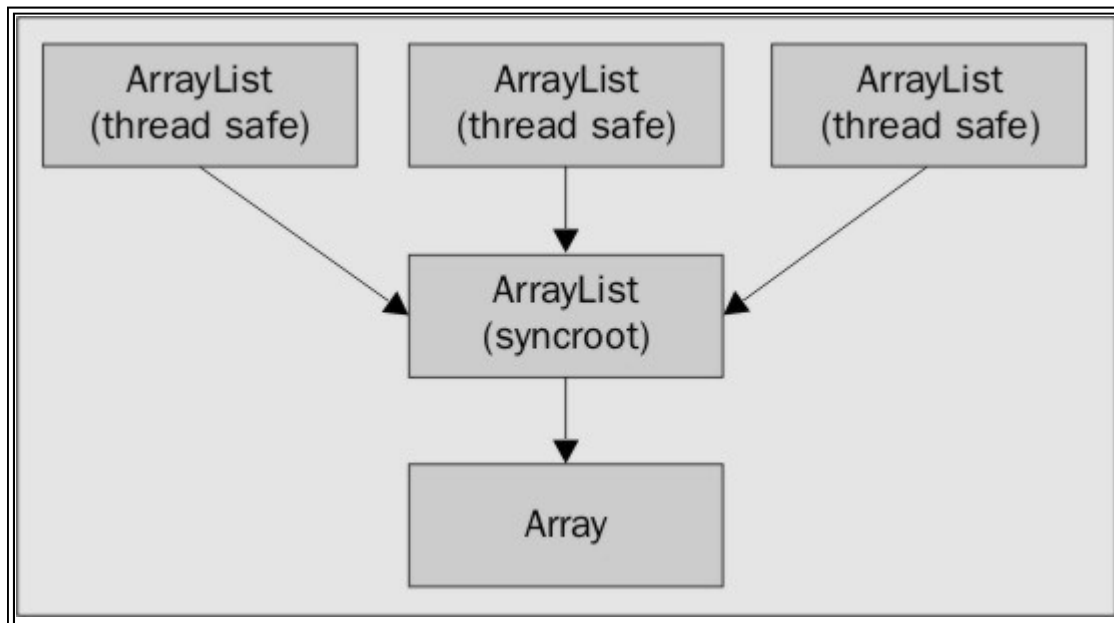 ArrayList
(thread safe)
ArrayList
(thread safe)
ArrayList
(thread safe)
ArrayList
(syncroot)
Array